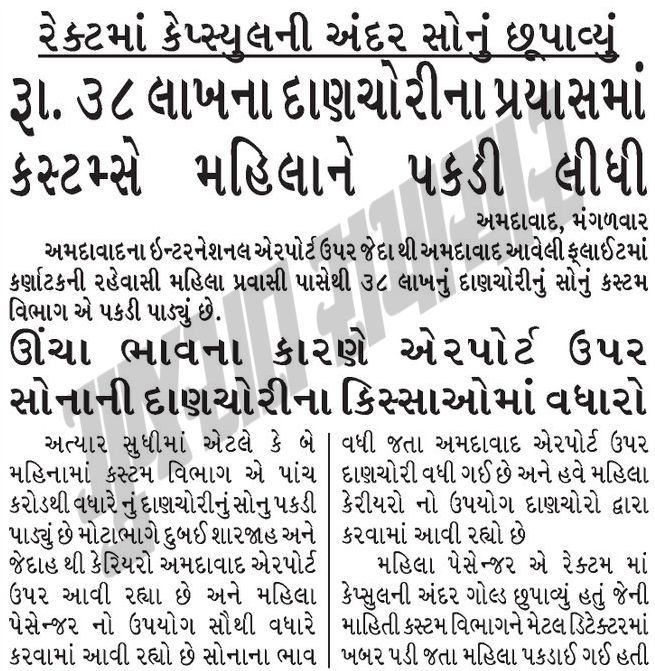 રેક્ટમાં કેપ્સ્યુલની અંદર સોનું છૂપાવ્યું
રૂા. ૩૮ લાખના દાણચોરીના પ્રયાસમાં
કસ્ટમ્સે મહિલાને પકડી લીધી
અમદાવાદ, મંગળવાર
અમદાવાદના ઇન્ટરનેશનલ એરપોર્ટ ઉપર જેદા થી અમદાવાદ આવેલી ફ્લાઈટમાં
કર્ણાટકની રહેવાસી મહિલા પ્રવાસી પાસેથી ૩૮ લાખનું દાણચોરીનું સોનું કસ્ટમ
વિભાગ એ પકડી પાડ્યું છે.
ઊંચા ભાવના કારણે એરપોર્ટ ઉપર
સોનાની દાણચોરીના કિસ્સાઓમાં વધારો
અત્યાર સુધીમાં એટલે કે બે
મહિનામાં કસ્ટમ વિભાગ એ પાંચ
કરોડથી વધારે નું દાણચોરીનું સોનુ પકડી
પાડ્યું છે મોટાભાગે દુબઈ શારજાહ અને
જેદાહ થી કેરિયરો અમદાવાદ એરપોર્ટ
ઉપર આવી રહ્યા છે અને મહિલા
પેસેન્જર નો ઉપયોગ સૌથી વધારે
કરવામાં આવી રહ્યો છે સોનાના ભાવ
વધી જતા અમદાવાદ એરપોર્ટ ઉપર
દાણચોરી વધી ગઈ છે અને હવે મહિલા
કેરીયરો નો ઉપયોગ દાણચોરો દ્વારા
કરવામાં આવી રહ્યો છે
મહિલા પેસેન્જર એ રેક્ટમ માં
કેપ્સુલની અંદર ગોલ્ડ છુપાવ્યું હતું જેની
માહિતી કસ્ટમ વિભાગને મેટલ ડિટેક્ટરમાં
ખબર પડી જતા મહિલા પકડાઈ ગઈ હતી
ગુજરાત સમાચાર